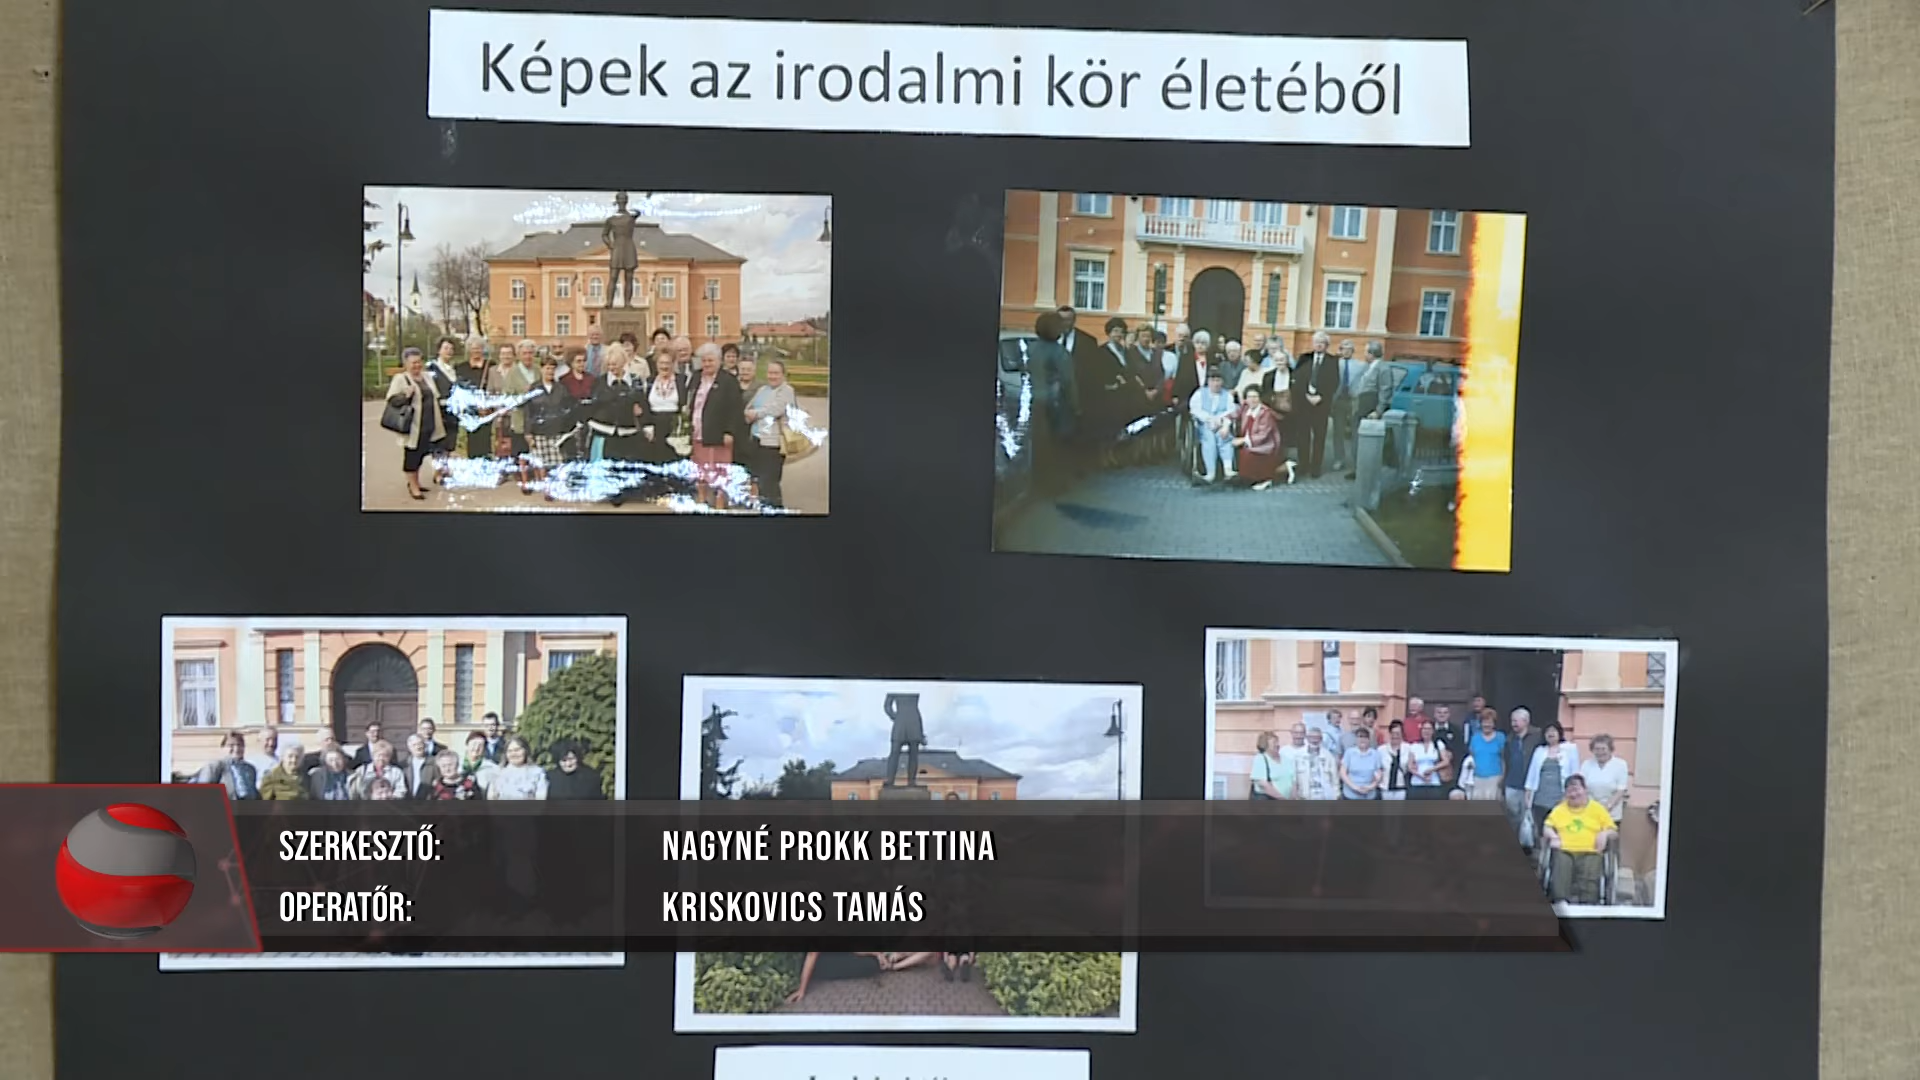 Képek az irodalmi kör életéből
SZERKESZTŐ: NAGYNÉ PROKK BETTINA
OPERATŐR: KRISKOVICS TAMÁS